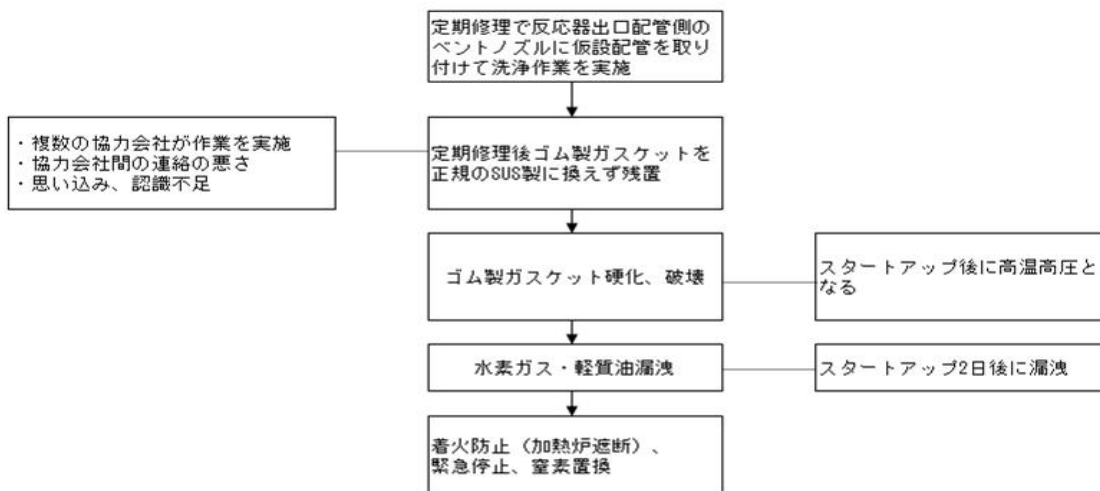 定期修理で反応器出口配管側の
ベントノズルに仮設配管を取り
付けて洗浄作業を実施
・複数の協力会社が作業を実施
・協力会社間の連絡の悪さ
・思い込み、認識不足
定期修理後ゴム製ガスケットを
正規のSUS製に換えず残置
ゴム製ガスケット硬化、破壊
スタートアップ後に高温高圧と
なる
水素ガス・軽質油漏洩
スタートアップ2日後に漏洩
着火防止（加熱炉遮断）、
緊急停止、窒素置換